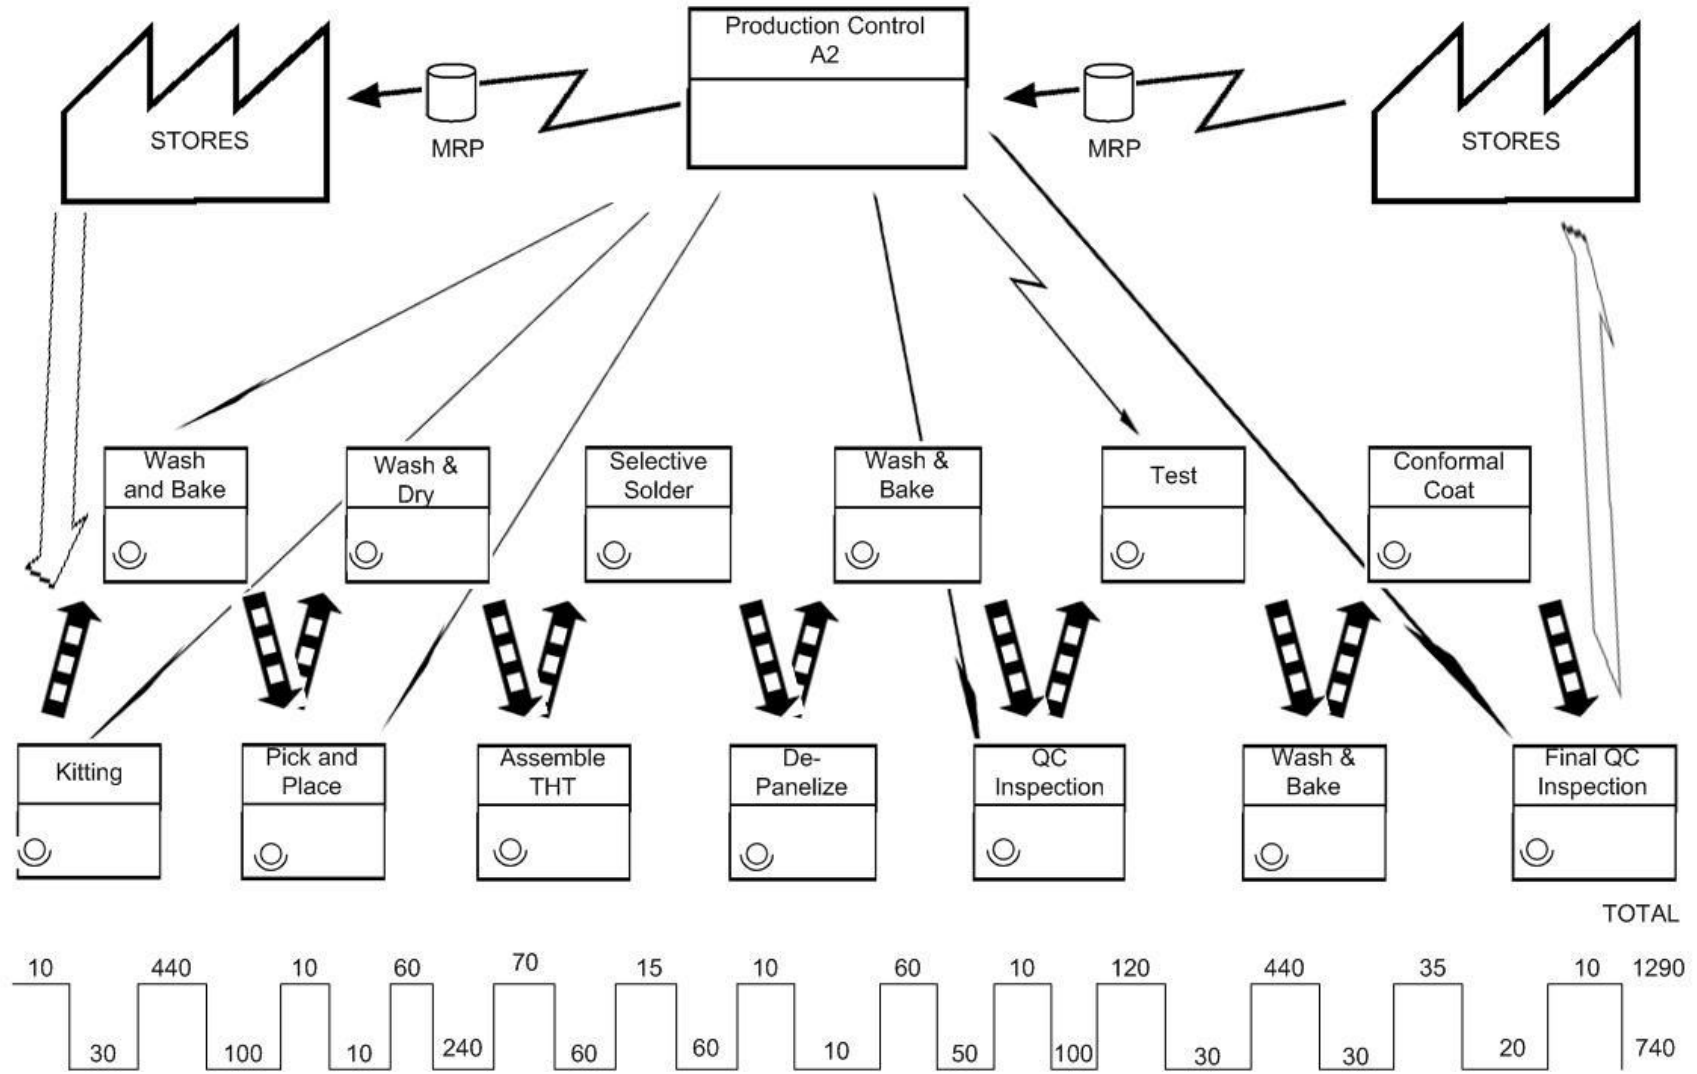 Production Control
A2
STORES
MRP
MRP
STORES
Wash
and Bake
Wash &
Dry
Selective
Solder
Wash &
Bake
Test
Conformal
Coat
Kitting
Pick and
Place
Assemble
THT
De-
Panelize
QC
Inspection
Wash &
Bake
Final QC
Inspection
TOTAL
10 440 10 60 70 15 10 60 10 120 440 35 10 1290
30 100 10 240 60 60 10 50 100 30 30 20 740